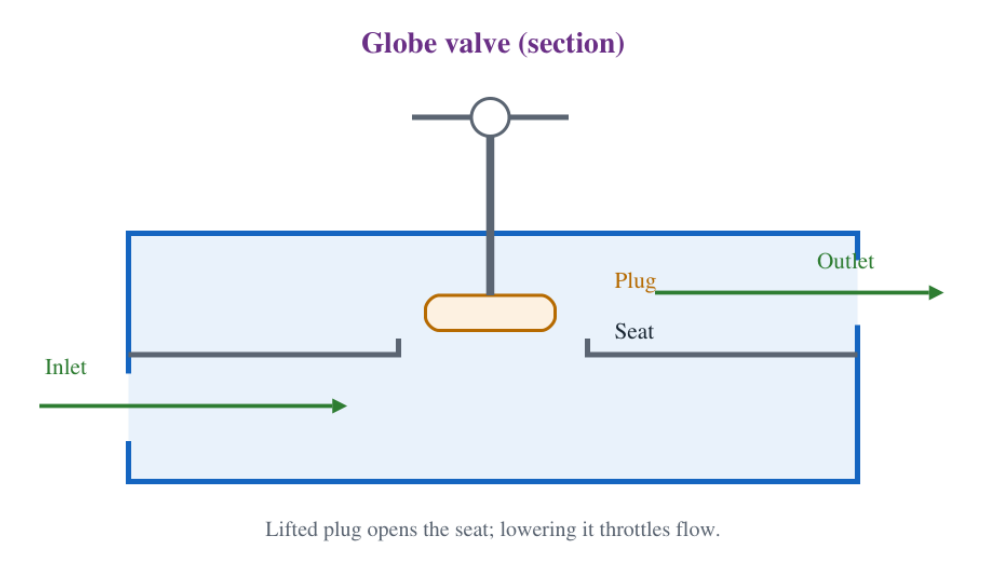 Globe valve (section)
Outlet
Plug
Seat
Inlet
Lifted plug opens the seat; lowering it throttles flow.